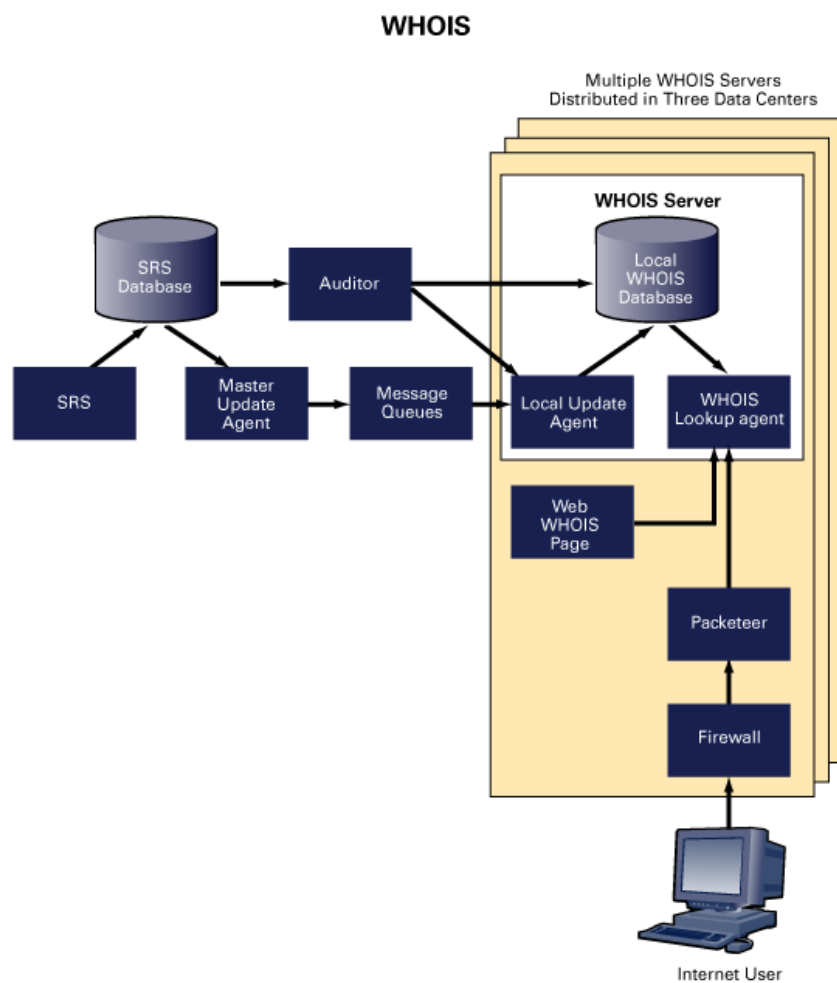 WHOIS
Multiple WHOIS Servers
Distributed in Three Data Centers
WHOIS Server
SRS
Database
Auditor
Local
WHOIS
Database
SRS
Master
Update
Agent
Message
Queues
Local Update
Agent
WHOIS
Lookup agent
Web
WHOIS
Page
Packeteer
Firewall
Internet User